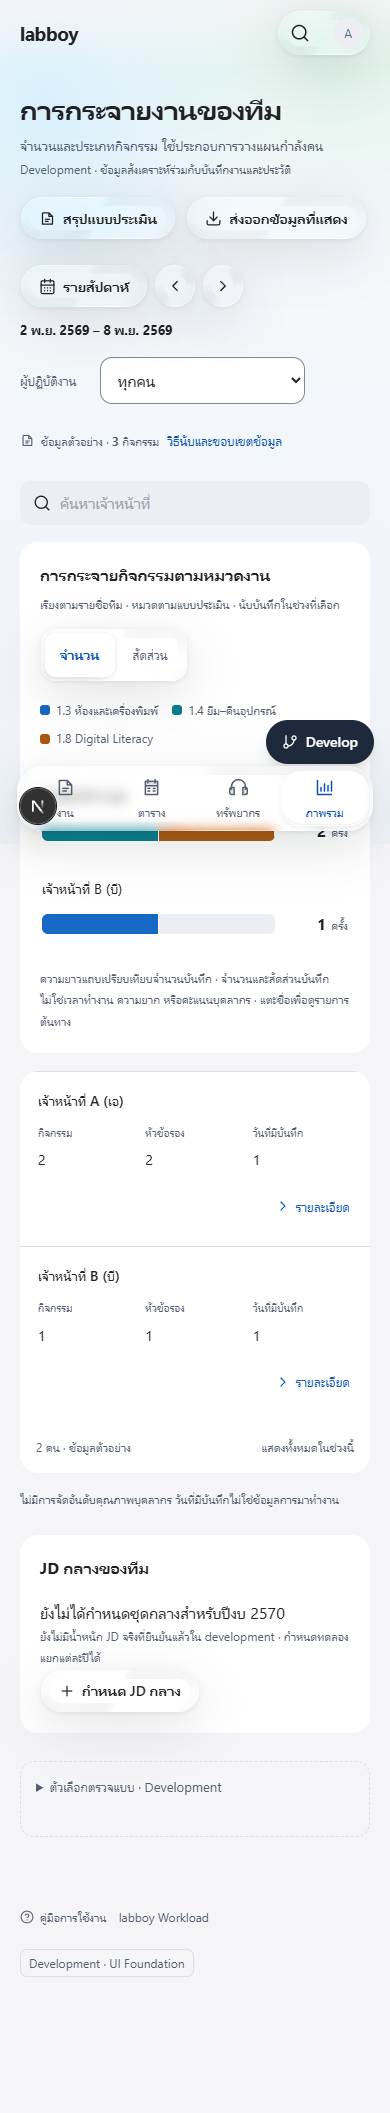 labboy
A
การกระจายงานของทีม
จำนวนและประเภทกิจกรรม ใช้ประกอบการวางแผนกำลังคน
Development · ข้อมูลสังเคราะห์ร่วมกับบันทึกงานและประวัติ
สรุปแบบประเมิน
ส่งออกข้อมูลที่แสดง
รายสัปดาห์
2 พ.ย. 2569 – 8 พ.ย. 2569
ผู้ปฏิบัติงาน
ทุกคน
ข้อมูลตัวอย่าง · 3 กิจกรรม วิธีนับและขอบเขตข้อมูล
ค้นหาเจ้าหน้าที่
การกระจายกิจกรรมตามหมวดงาน
เรียงตามรายชื่อทีม · หมวดตามแบบประเมิน · นับบันทึกในช่วงที่เลือก
จำนวน
สัดส่วน
1.3 ห้องและเครื่องพิมพ์
1.4 ยืม–คืนอุปกรณ์
1.8 Digital Literacy
Develop
N
งาน
ตาราง
ทรัพยากร
ภาพรวม
2 ครั้ง
เจ้าหน้าที่ B (บี)
1 ครั้ง
ความยาวแถบเปรียบเทียบจำนวนบันทึก · จำนวนและสัดส่วนบันทึก
ไม่ใช่เวลาทำงาน ความยาก หรือคะแนนบุคลากร · แตะชื่อเพื่อดูรายการ
ต้นทาง
เจ้าหน้าที่ A (เอ)
กิจกรรม
หัวข้อรอง
วันที่มีบันทึก
2
2
1
รายละเอียด
เจ้าหน้าที่ B (บี)
กิจกรรม
หัวข้อรอง
วันที่มีบันทึก
1
1
1
รายละเอียด
2 คน · ข้อมูลตัวอย่าง
แสดงทั้งหมดในช่วงนี้
ไม่มีการจัดอันดับคุณภาพบุคลากร วันที่มีบันทึกไม่ใช่ข้อมูลการมาทำงาน
JD กลางของทีม
ยังไม่ได้กำหนดชุดกลางสำหรับปีงบ 2570
ยังไม่มีน้ำหนัก JD จริงที่ยืนยันแล้วใน development · กำหนดทดลอง
แยกแต่ละปีได้
กำหนด JD กลาง
ตัวเลือกตรวจแบบ · Development
คู่มือการใช้งาน
labboy Workload
Development · UI Foundation